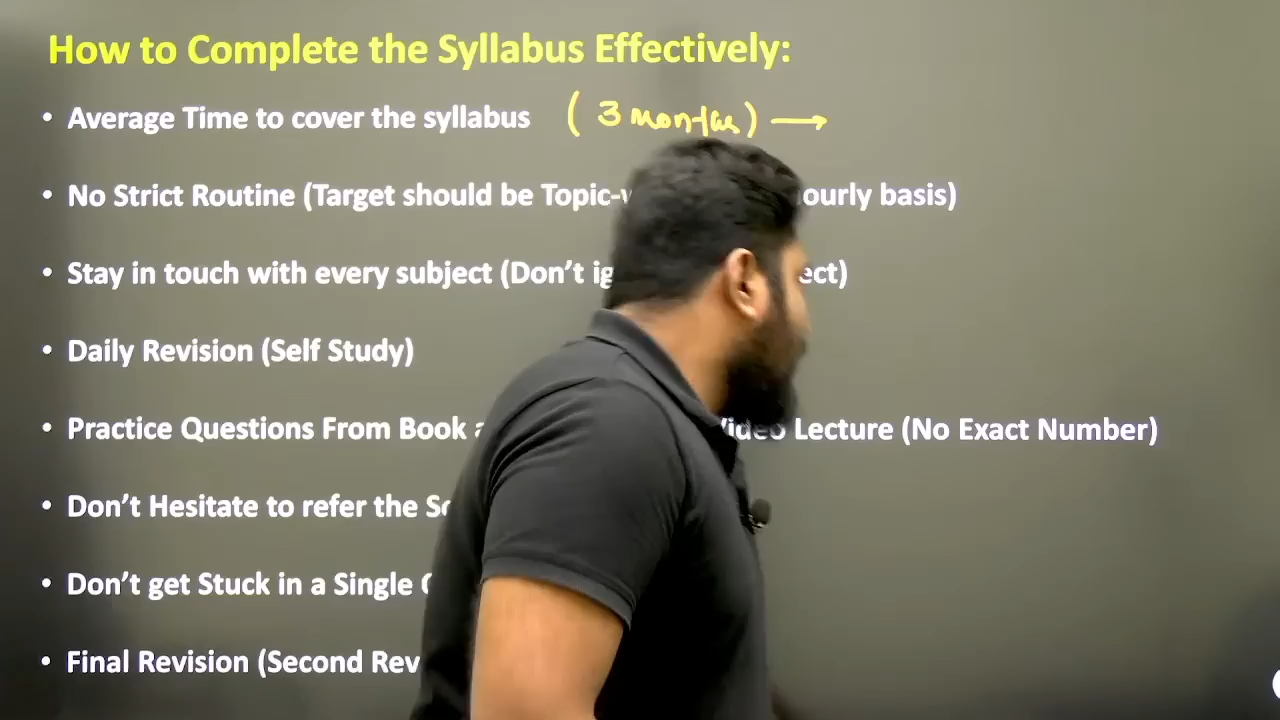 How to Complete the Syllabus Effectively:
• Average Time to cover the syllabus ( 3 months) →
• No Strict Routine (Target should be Topic- ourly basis)
• Stay in touch with every subject (Don't ig ect)
• Daily Revision (Self Study)
• Practice Questions From Book Video Lecture (No Exact Number)
• Don't Hesitate to refer the
• Don't get Stuck in a Single
• Final Revision (Second Rev